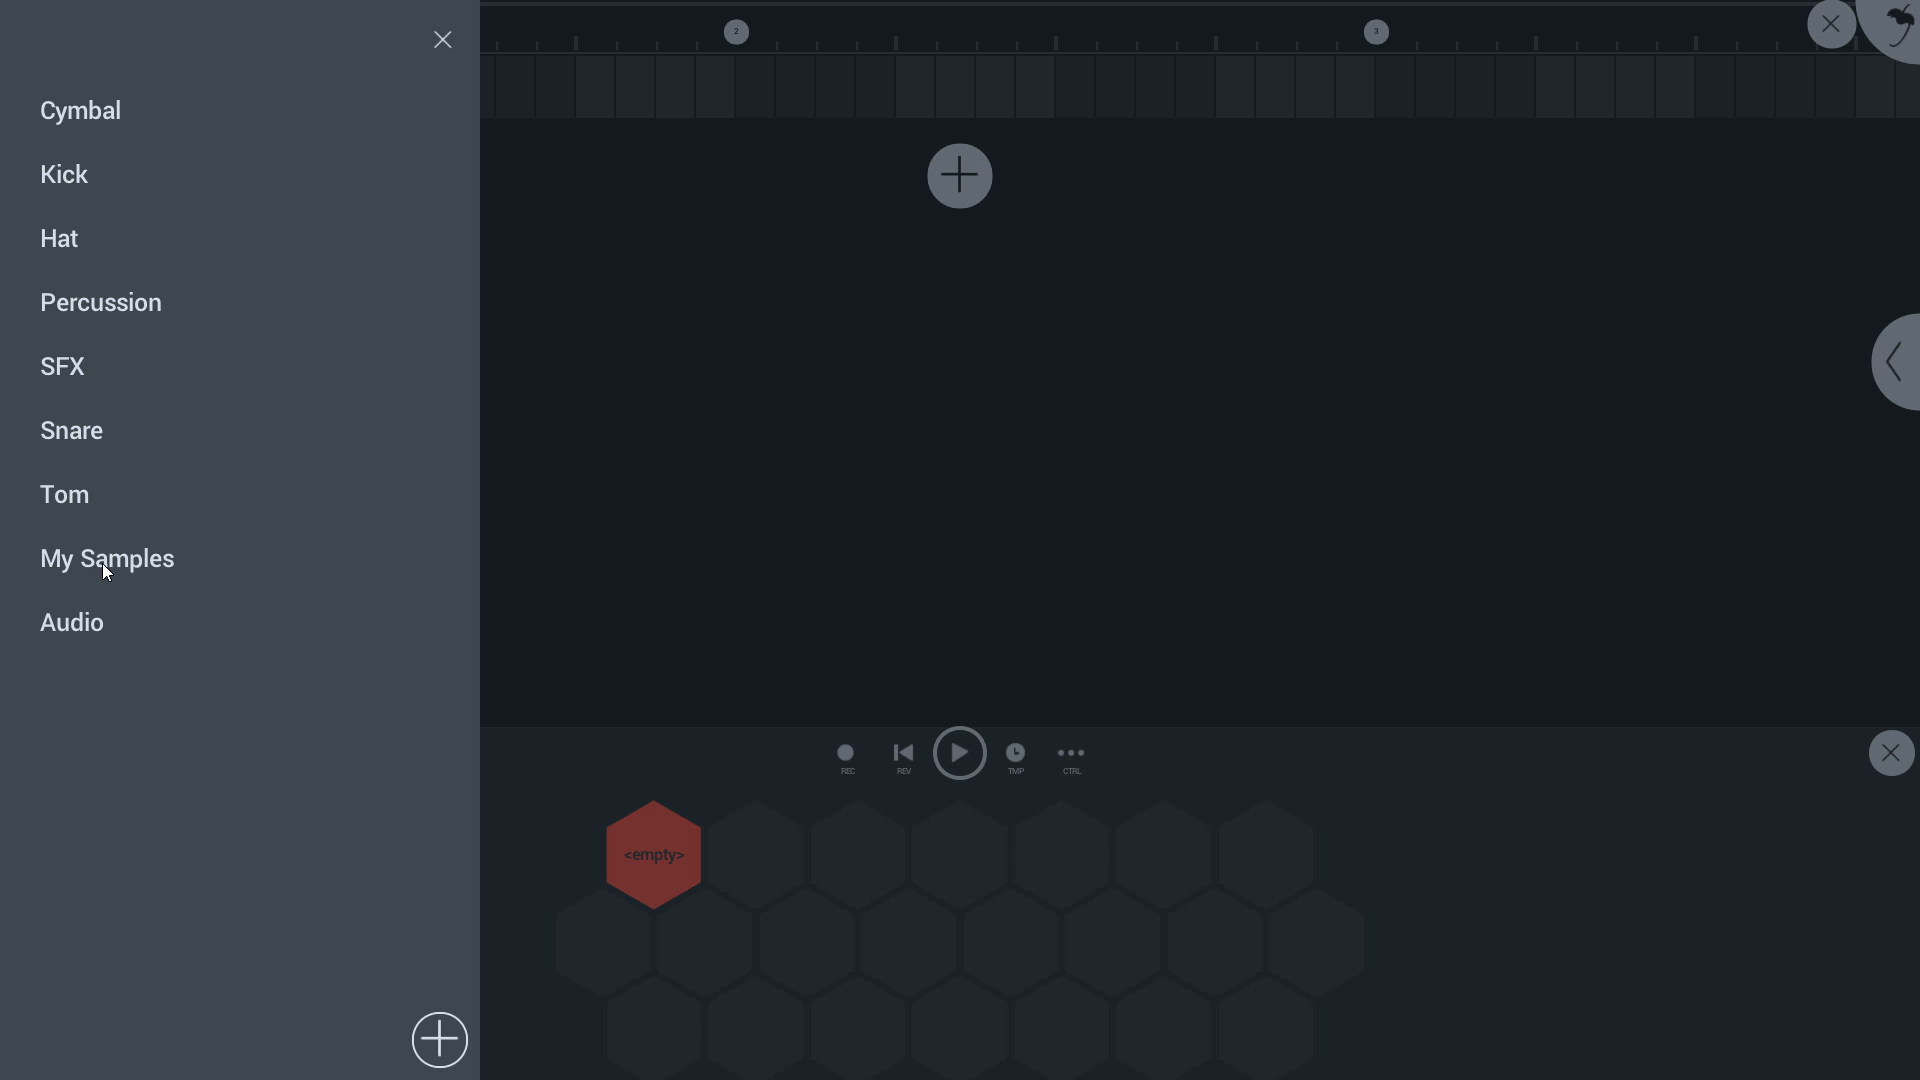 2
3
Cymbal
Kick
Hat
Percussion
SFX
Snare
Tom
My Samples
Audio
REC
REV
TMP
CTRL
<empty>